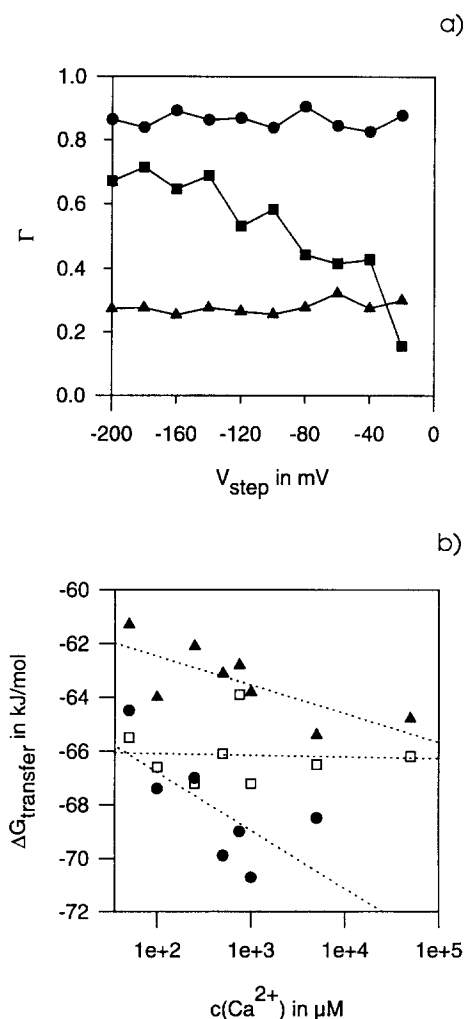 a)
1.0
0.8
0.6
0.4
0.2
0.0
Γ
-200 -160 -120 -80 -40 0
V_step in mV
b)
-60
-62
-64
-66
-68
-70
-72
ΔG_transfer in kJ/mol
1e+2 1e+3 1e+4 1e+5
c(Ca²⁺) in µM